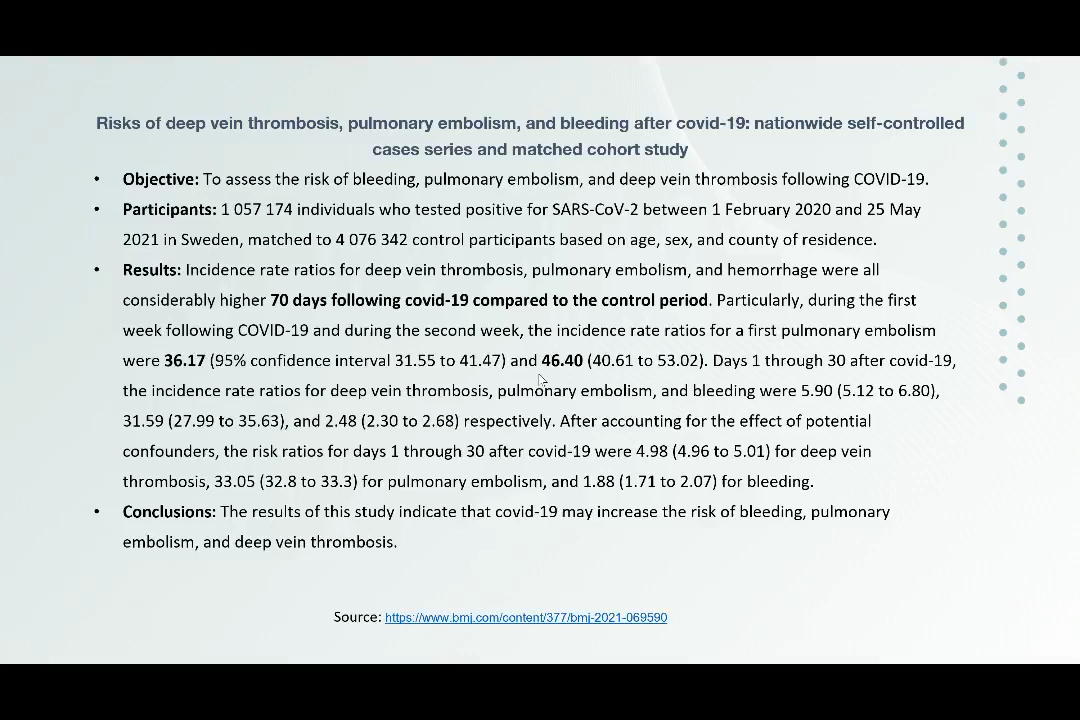 Risks of deep vein thrombosis, pulmonary embolism, and bleeding after covid-19: nationwide self-controlled
cases series and matched cohort study
• Objective: To assess the risk of bleeding, pulmonary embolism, and deep vein thrombosis following COVID-19.
• Participants: 1 057 174 individuals who tested positive for SARS-CoV-2 between 1 February 2020 and 25 May
2021 in Sweden, matched to 4 076 342 control participants based on age, sex, and county of residence.
• Results: Incidence rate ratios for deep vein thrombosis, pulmonary embolism, and hemorrhage were all
considerably higher 70 days following covid-19 compared to the control period. Particularly, during the first
week following COVID-19 and during the second week, the incidence rate ratios for a first pulmonary embolism
were 36.17 (95% confidence interval 31.55 to 41.47) and 46.40 (40.61 to 53.02). Days 1 through 30 after covid-19,
the incidence rate ratios for deep vein thrombosis, pulmonary embolism, and bleeding were 5.90 (5.12 to 6.80),
31.59 (27.99 to 35.63), and 2.48 (2.30 to 2.68) respectively. After accounting for the effect of potential
confounders, the risk ratios for days 1 through 30 after covid-19 were 4.98 (4.96 to 5.01) for deep vein
thrombosis, 33.05 (32.8 to 33.3) for pulmonary embolism, and 1.88 (1.71 to 2.07) for bleeding.
• Conclusions: The results of this study indicate that covid-19 may increase the risk of bleeding, pulmonary
embolism, and deep vein thrombosis.
Source: https://www.bmj.com/content/377/bmj-2021-069590